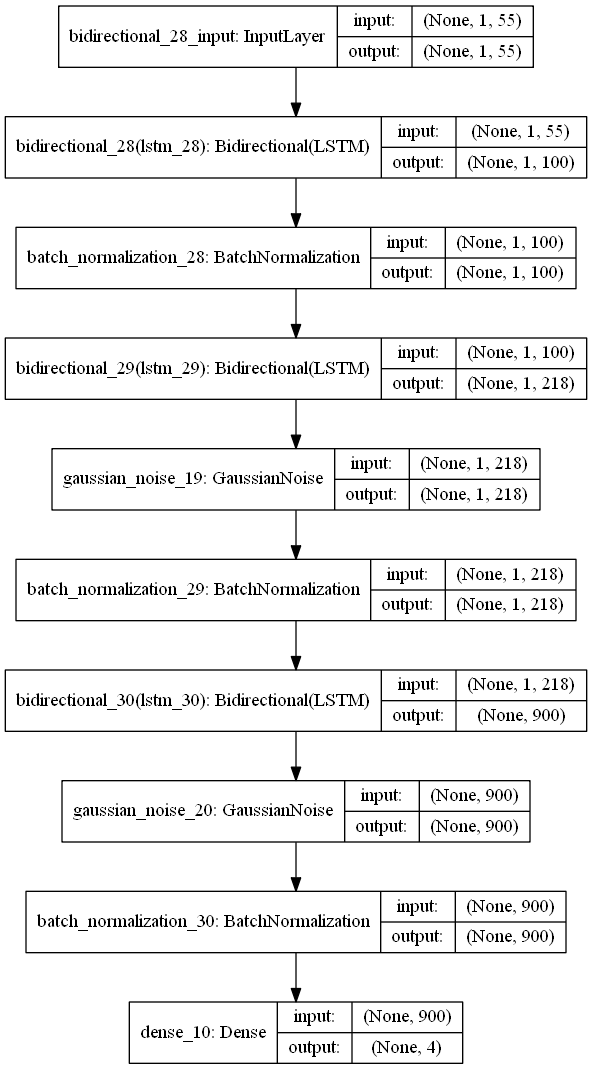 bidirectional_28_input: InputLayer
input: (None, 1, 55)
output: (None, 1, 55)
bidirectional_28(lstm_28): Bidirectional(LSTM)
input: (None, 1, 55)
output: (None, 1, 100)
batch_normalization_28: BatchNormalization
input: (None, 1, 100)
output: (None, 1, 100)
bidirectional_29(lstm_29): Bidirectional(LSTM)
input: (None, 1, 100)
output: (None, 1, 218)
gaussian_noise_19: GaussianNoise
input: (None, 1, 218)
output: (None, 1, 218)
batch_normalization_29: BatchNormalization
input: (None, 1, 218)
output: (None, 1, 218)
bidirectional_30(lstm_30): Bidirectional(LSTM)
input: (None, 1, 218)
output: (None, 900)
gaussian_noise_20: GaussianNoise
input: (None, 900)
output: (None, 900)
batch_normalization_30: BatchNormalization
input: (None, 900)
output: (None, 900)
dense_10: Dense
input: (None, 900)
output: (None, 4)